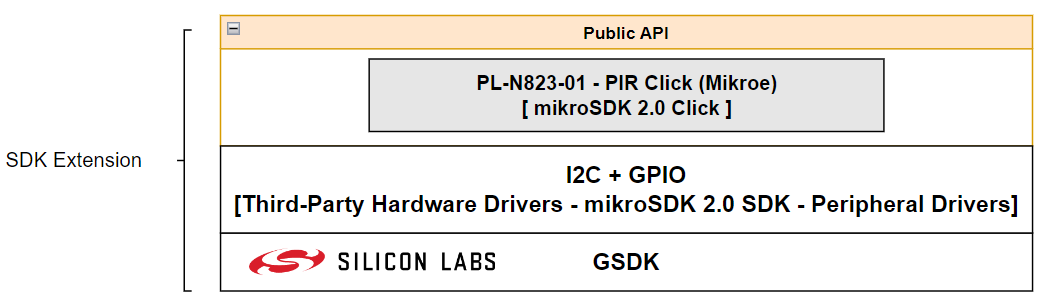 Public API
PL-N823-01 - PIR Click (Mikroe)
[ mikroSDK 2.0 Click ]
SDK Extension
I2C + GPIO
[Third-Party Hardware Drivers - mikroSDK 2.0 SDK - Peripheral Drivers]
SILICON LABS GSDK